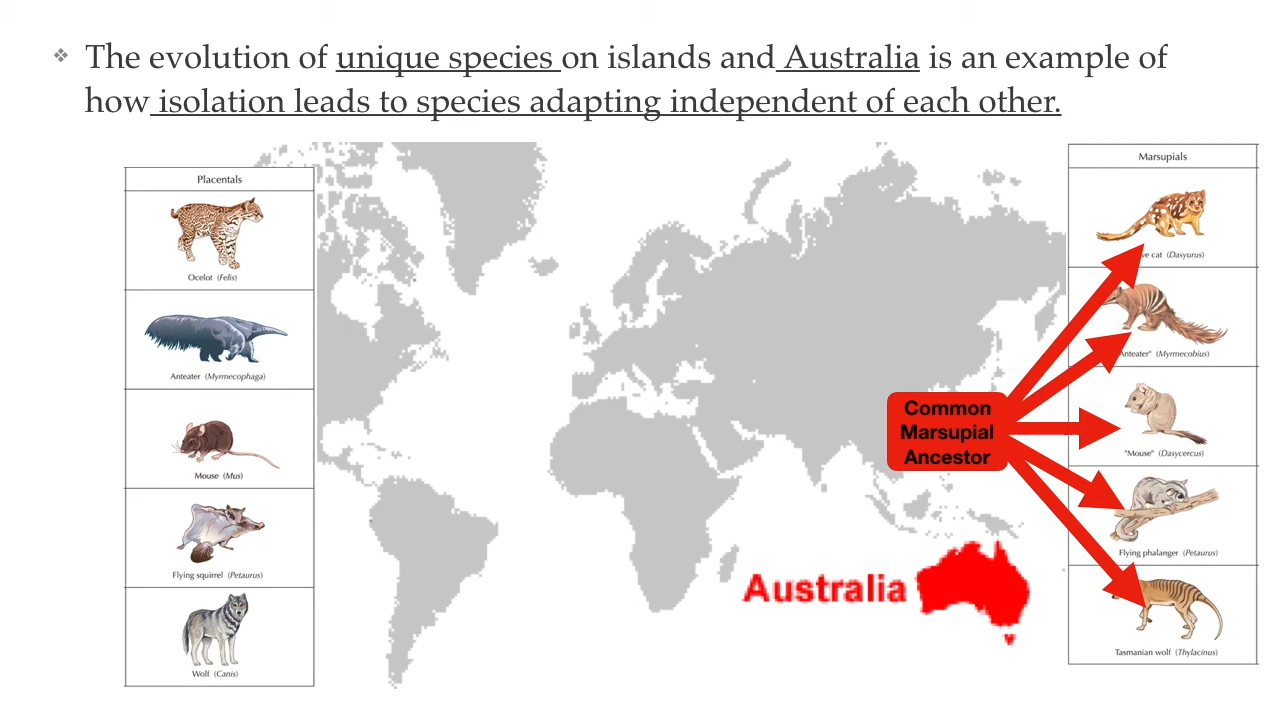 The evolution of unique species on islands and Australia is an example of
how isolation leads to species adapting independent of each other.
Placentals
Ocelot (Felis)
Anteater (Myrmecophaga)
Mouse (Mus)
Flying squirrel (Petaurus)
Wolf (Canis)
Common
Marsupial
Ancestor
Australia
Marsupials
cat (Dasyurus)
Anteater" (Myrmecobius)
"Mouse" (Dasycercus)
Flying phalanger (Petaurus)
Tasmanian wolf (Thylacinus)